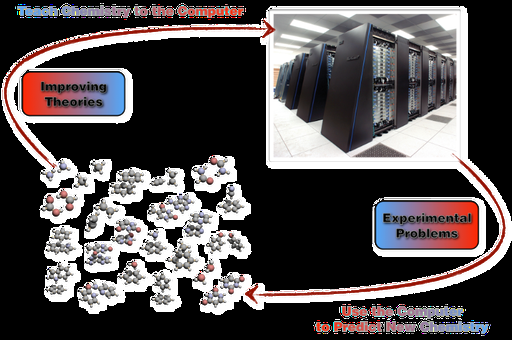 Teach Chemistry to the Computer
Improving
Theories
Experimental
Problems
Use the Computer
to Predict New Chemistry